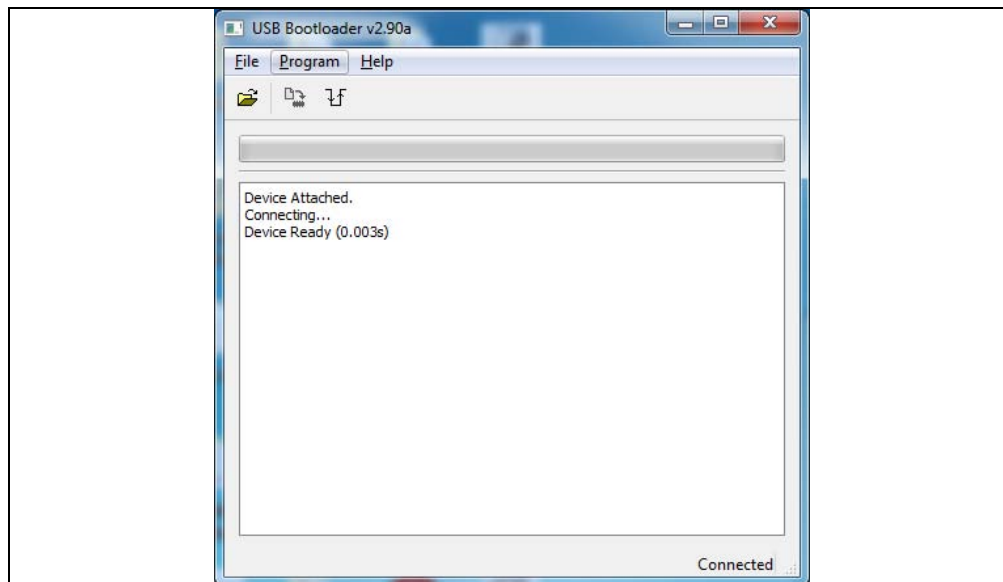 USB Bootloader v2.90a
File Program Help
Device Attached.
Connecting...
Device Ready (0.003s)
Connected